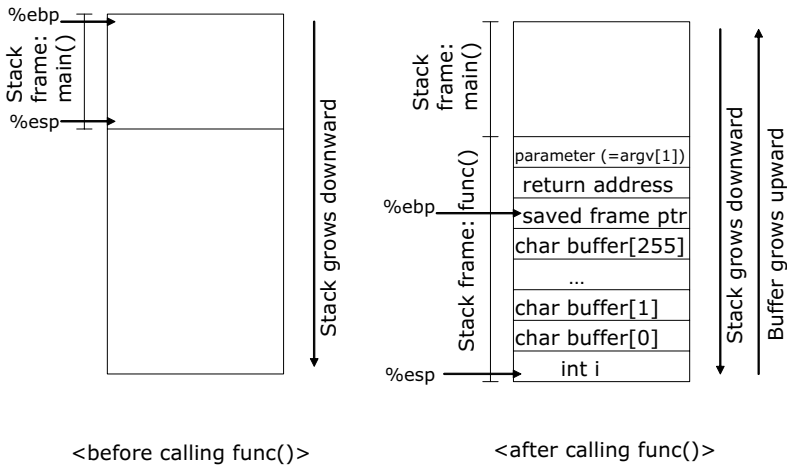 %ebp
Stack
frame:
main()
%esp
Stack grows downward
<before calling func()>
Stack
frame:
main()
Stack frame: func()
%ebp
%esp
parameter (=argv[1])
return address
saved frame ptr
char buffer[255]
...
char buffer[1]
char buffer[0]
int i
Stack grows downward
Buffer grows upward
<after calling func()>